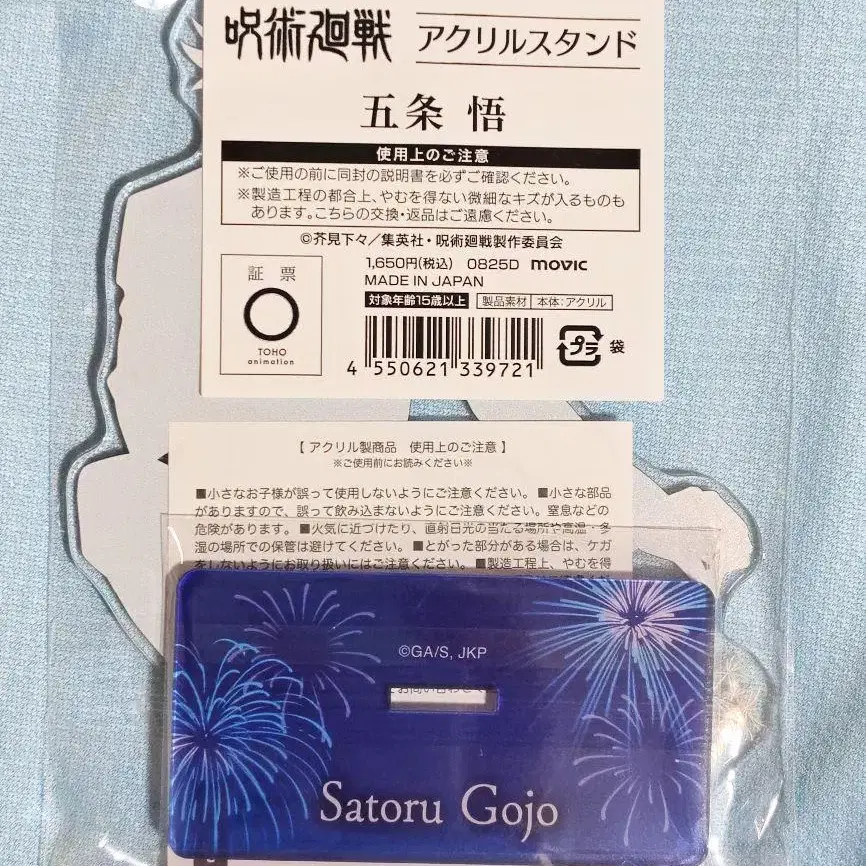 呪術廻戦 アクリルスタンド
五条 悟
使用上のご注意
※ご使用の前に同封の説明書を必ずご確認ください。
※製造工程の都合上、やむを得ない微細なキズが入るものも
あります。こちらの交換・返品はご遠慮ください。
©芥見下々/集英社・呪術廻戦製作委員会
証票
TOHO
animation
1,650円(税込) 0825D movic
MADE IN JAPAN
対象年齢15歳以上 製品素材 本体:アクリル
4 550621 339721
プラ 袋
【 アクリル製商品 使用上のご注意 】
※ご使用前にお読みください※
■小さなお子様が誤って使用しないようにご注意ください。■小さな部品
がありますので、誤って飲み込まないようにご注意ください。窒息などの
危険があります。■火気に近づけたり、直射日光の当たる場所や高温・多
湿の場所での保管は避けてください。■とがった部分がある場合は、ケガ
をしないようにお取り扱いにはご注意ください。■製造工程上、やむを得
©GA/S, JKP
お問い合わせ
Satoru Gojo